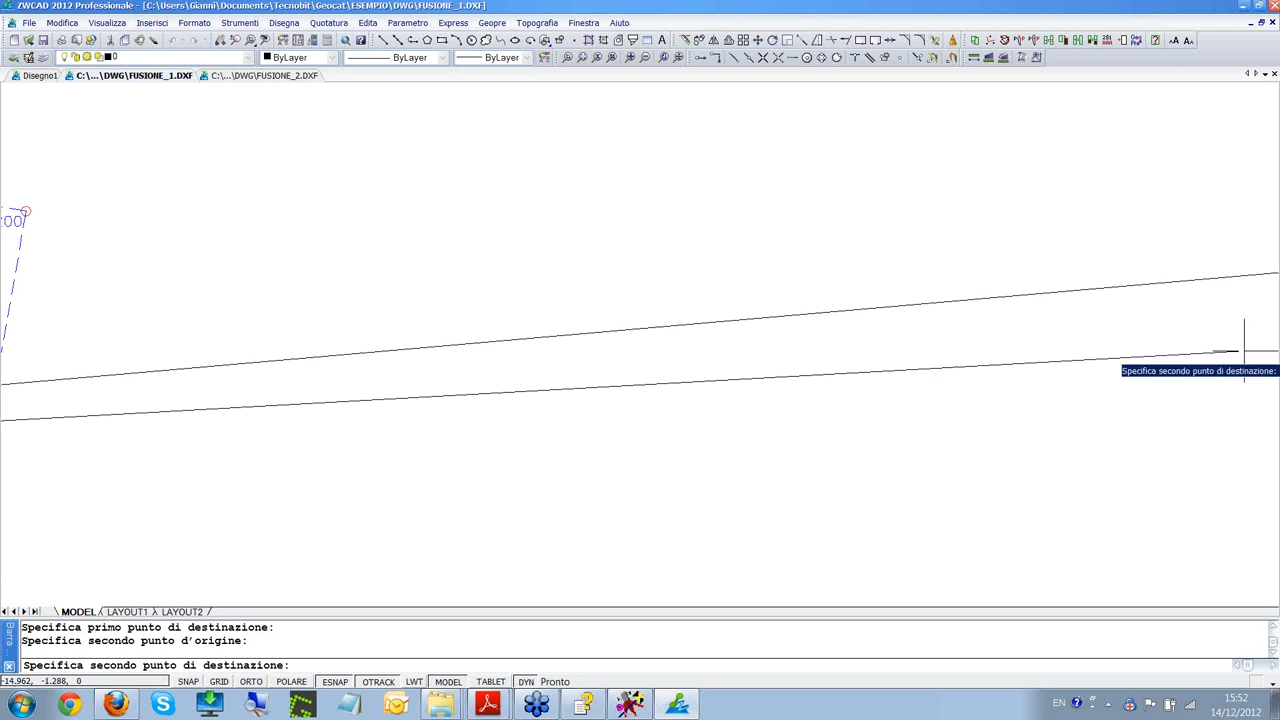 ZWCAD 2012 Professionale - [C:\Users\Gianni\Documents\Tecnobit\Geocat\ESEMPIO\DWG\FUSIONE_1.DXF]
File Modifica Visualizza Inserisci Formato Strumenti Disegna Quotatura Edita Parametro Express Geopre Topografia Finestra Aiuto
0 ByLayer ByLayer ByLayer
Disegno1 C:\...\DWG\FUSIONE_1.DXF C:\...\DWG\FUSIONE_2.DXF
:00
Specifica secondo punto di destinazione:
MODEL LAYOUT1 LAYOUT2
Barra
Specifica primo punto di destinazione:
Specifica secondo punto d'origine:
Specifica secondo punto di destinazione:
-14.962, -1.288, 0 SNAP GRID ORTO POLARE ESNAP OTRACK LWT MODEL TABLET DYN Pronto
EN 15:52
14/12/2012